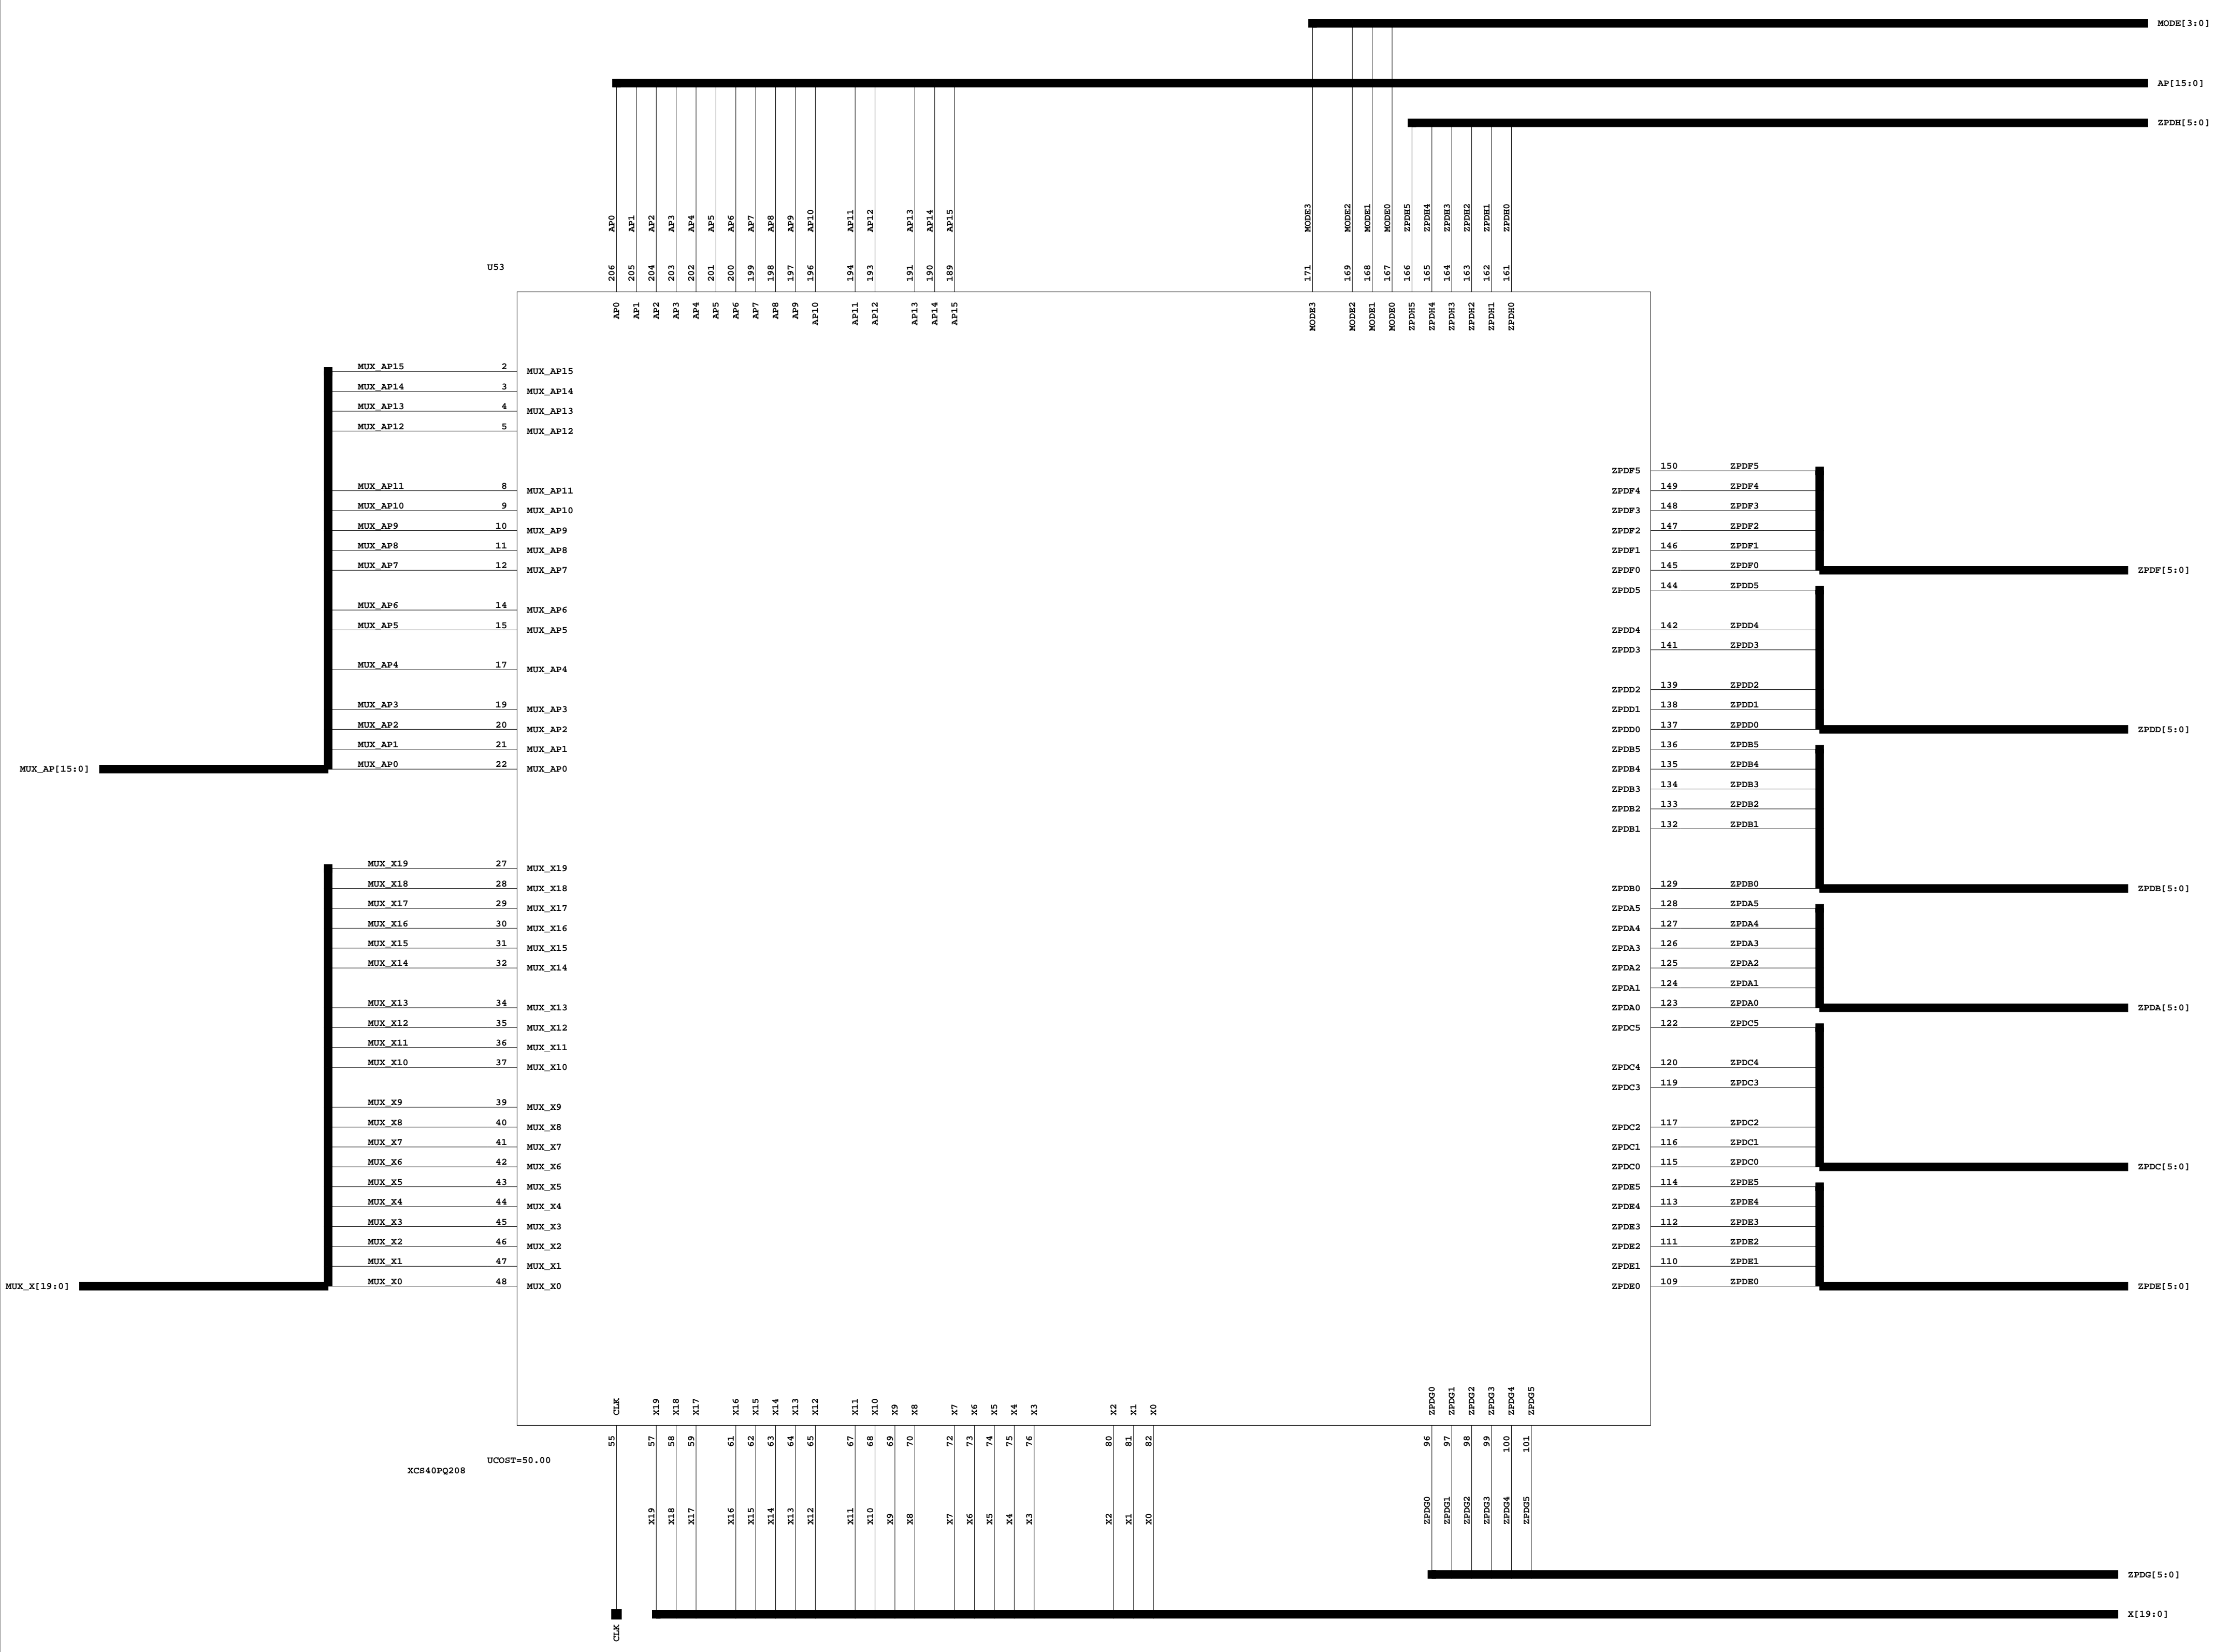 MODE[3:0]
AP[15:0]
ZPDH[5:0]
AP0 AP1 AP2 AP3 AP4 AP5 AP6 AP7 AP8 AP9 AP10 AP11 AP12 AP13 AP14 AP15 MODE3 MODE2 MODE1 MODE0 ZPDH5 ZPDH4 ZPDH3 ZPDH2 ZPDH1 ZPDH0
U53
206 205 204 203 202 201 200 199 198 197 196 194 193 191 190 189 171 169 168 167 166 165 164 163 162 161
AP0 AP1 AP2 AP3 AP4 AP5 AP6 AP7 AP8 AP9 AP10 AP11 AP12 AP13 AP14 AP15 MODE3 MODE2 MODE1 MODE0 ZPDH5 ZPDH4 ZPDH3 ZPDH2 ZPDH1 ZPDH0
MUX_AP15 2 MUX_AP15
MUX_AP14 3 MUX_AP14
MUX_AP13 4 MUX_AP13
MUX_AP12 5 MUX_AP12
MUX_AP11 8 MUX_AP11
MUX_AP10 9 MUX_AP10
MUX_AP9 10 MUX_AP9
MUX_AP8 11 MUX_AP8
MUX_AP7 12 MUX_AP7
MUX_AP6 14 MUX_AP6
MUX_AP5 15 MUX_AP5
MUX_AP4 17 MUX_AP4
MUX_AP3 19 MUX_AP3
MUX_AP2 20 MUX_AP2
MUX_AP1 21 MUX_AP1
MUX_AP[15:0] MUX_AP0 22 MUX_AP0
MUX_X19 27 MUX_X19
MUX_X18 28 MUX_X18
MUX_X17 29 MUX_X17
MUX_X16 30 MUX_X16
MUX_X15 31 MUX_X15
MUX_X14 32 MUX_X14
MUX_X13 34 MUX_X13
MUX_X12 35 MUX_X12
MUX_X11 36 MUX_X11
MUX_X10 37 MUX_X10
MUX_X9 39 MUX_X9
MUX_X8 40 MUX_X8
MUX_X7 41 MUX_X7
MUX_X6 42 MUX_X6
MUX_X5 43 MUX_X5
MUX_X4 44 MUX_X4
MUX_X3 45 MUX_X3
MUX_X2 46 MUX_X2
MUX_X1 47 MUX_X1
MUX_X[19:0] MUX_X0 48 MUX_X0
ZPDF5 150 ZPDF5
ZPDF4 149 ZPDF4
ZPDF3 148 ZPDF3
ZPDF2 147 ZPDF2
ZPDF1 146 ZPDF1
ZPDF0 145 ZPDF0 ZPDF[5:0]
ZPDD5 144 ZPDD5
ZPDD4 142 ZPDD4
ZPDD3 141 ZPDD3
ZPDD2 139 ZPDD2
ZPDD1 138 ZPDD1
ZPDD0 137 ZPDD0 ZPDD[5:0]
ZPDB5 136 ZPDB5
ZPDB4 135 ZPDB4
ZPDB3 134 ZPDB3
ZPDB2 133 ZPDB2
ZPDB1 132 ZPDB1
ZPDB0 129 ZPDB0 ZPDB[5:0]
ZPDA5 128 ZPDA5
ZPDA4 127 ZPDA4
ZPDA3 126 ZPDA3
ZPDA2 125 ZPDA2
ZPDA1 124 ZPDA1
ZPDA0 123 ZPDA0 ZPDA[5:0]
ZPDC5 122 ZPDC5
ZPDC4 120 ZPDC4
ZPDC3 119 ZPDC3
ZPDC2 117 ZPDC2
ZPDC1 116 ZPDC1
ZPDC0 115 ZPDC0 ZPDC[5:0]
ZPDE5 114 ZPDE5
ZPDE4 113 ZPDE4
ZPDE3 112 ZPDE3
ZPDE2 111 ZPDE2
ZPDE1 110 ZPDE1
ZPDE0 109 ZPDE0 ZPDE[5:0]
CLK X19 X18 X17 X16 X15 X14 X13 X12 X11 X10 X9 X8 X7 X6 X5 X4 X3 X2 X1 X0 ZPDG0 ZPDG1 ZPDG2 ZPDG3 ZPDG4 ZPDG5
55 57 58 59 61 62 63 64 65 67 68 69 70 72 73 74 75 76 80 81 82 96 97 98 99 100 101
UCOST=50.00
XCS40PQ208
X19 X18 X17 X16 X15 X14 X13 X12 X11 X10 X9 X8 X7 X6 X5 X4 X3 X2 X1 X0 ZPDG0 ZPDG1 ZPDG2 ZPDG3 ZPDG4 ZPDG5
ZPDG[5:0]
X[19:0]
CLK